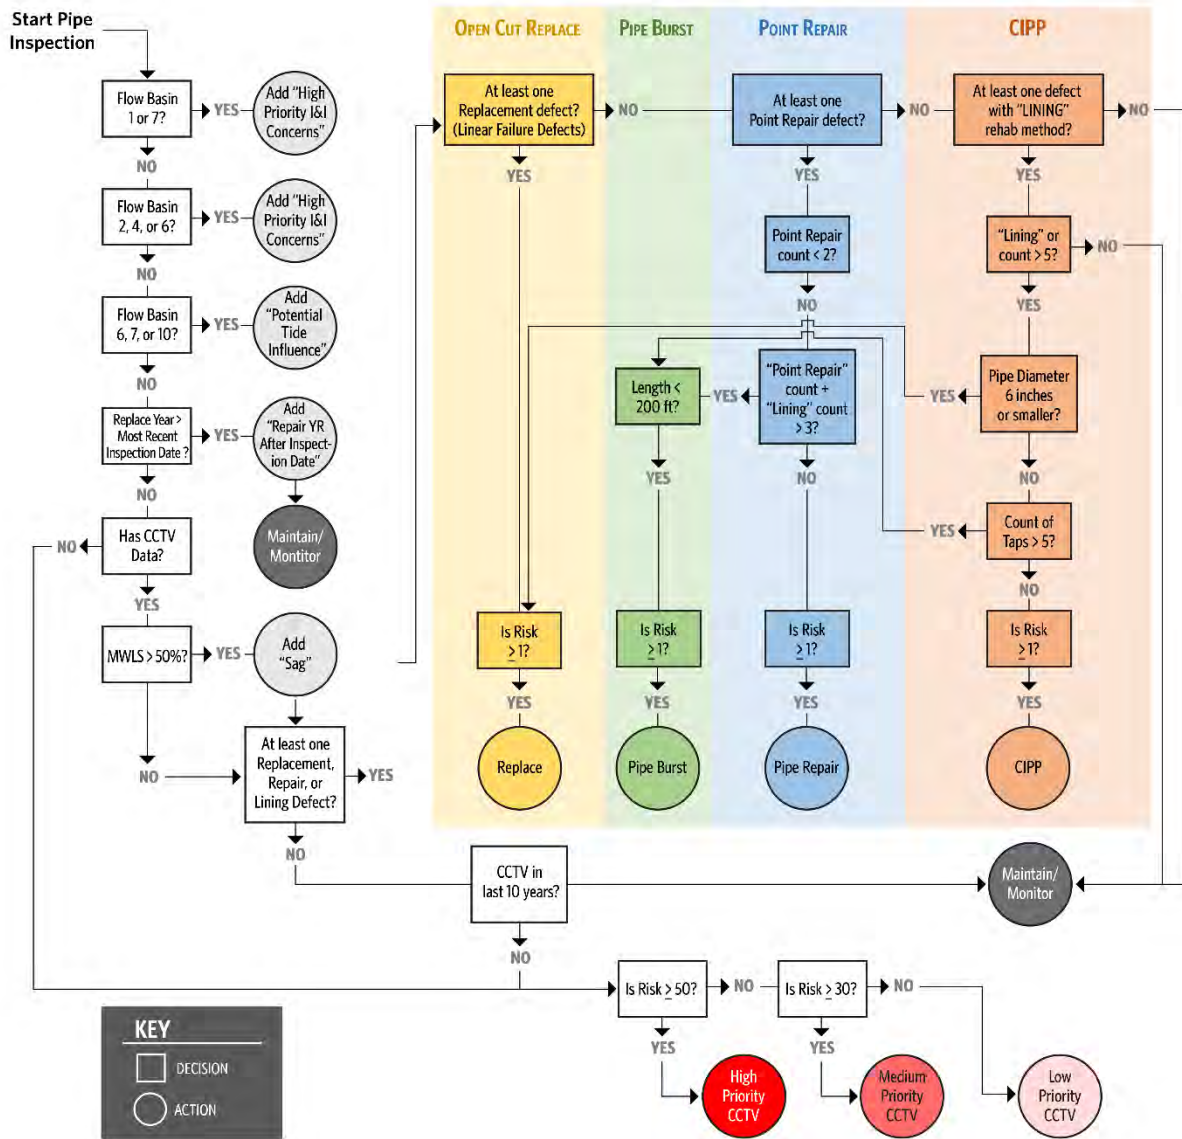 Start Pipe
Inspection
Flow Basin
1 or 7?
YES
Add “High
Priority I&I
Concerns”
NO
Flow Basin
2, 4, or 6?
YES
Add “High
Priority I&I
Concerns”
NO
Flow Basin
6, 7, or 10?
YES
Add
“Potential
Tide
Influence”
NO
Replace Year >
Most Recent
Inspection Date ?
YES
Add
“Repair YR
After Inspect-
ion Date”
NO
Has CCTV
Data?
NO
Maintain/
Montitor
YES
MWLS > 50%?
YES
Add
“Sag”
NO
At least one
Replacement,
Repair, or
Lining Defect?
YES
NO
OPEN CUT REPLACE
At least one
Replacement defect?
(Linear Failure Defects)
NO
YES
Is Risk
≥ 1?
YES
Replace
PIPE BURST
Length <
200 ft?
YES
Is Risk
≥ 1?
YES
Pipe Burst
POINT REPAIR
At least one
Point Repair defect?
NO
YES
Point Repair
count < 2?
NO
“Point Repair”
count +
“Lining” count
> 3?
YES
NO
Is Risk
≥ 1?
YES
Pipe Repair
CIPP
At least one defect
with “LINING”
rehab method?
NO
YES
“Lining” or
count > 5?
NO
YES
Pipe Diameter
6 inches
or smaller?
YES
NO
Count of
Taps > 5?
YES
NO
Is Risk
≥ 1?
YES
CIPP
CCTV in
last 10 years?
NO
Maintain/
Monitor
Is Risk ≥ 50?
NO
YES
High
Priority
CCTV
Is Risk ≥ 30?
NO
YES
Medium
Priority
CCTV
Low
Priority
CCTV
KEY
DECISION
ACTION